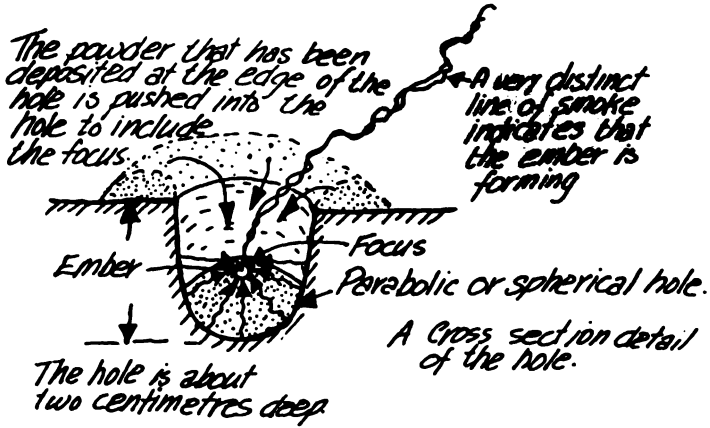 The powder that has been
deposited at the edge of the
hole is pushed into the
hole to include
the focus
A very distinct
line of smoke
indicates that
the ember is
forming
Ember
Focus
Parabolic or spherical hole.
A Cross section detail
of the hole.
The hole is about
two centimetres deep.